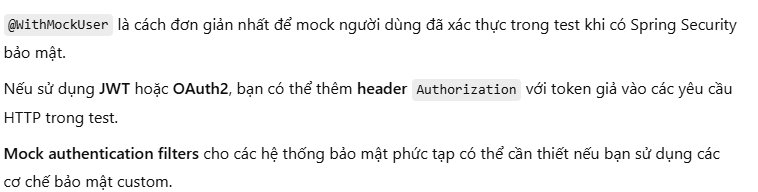 @WithMockUser là cách đơn giản nhất để mock người dùng đã xác thực trong test khi có Spring Security
bảo mật.
Nếu sử dụng JWT hoặc OAuth2, bạn có thể thêm header Authorization với token giả vào các yêu cầu
HTTP trong test.
Mock authentication filters cho các hệ thống bảo mật phức tạp có thể cần thiết nếu bạn sử dụng các
cơ chế bảo mật custom.